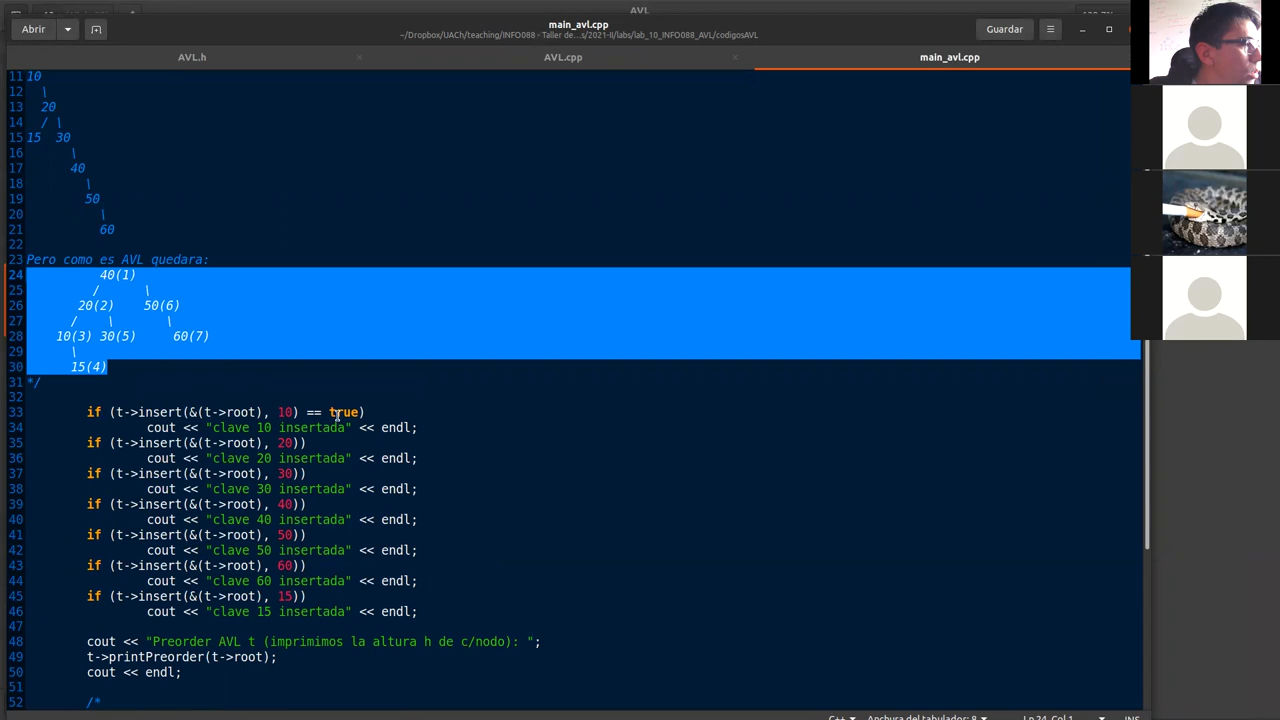 AVL
Abrir
main_avl.cpp
~/Dropbox/UACh/teaching/INFO088 - Taller de...s/2021-II/labs/lab_10_INFO088_AVL/codigosAVL
Guardar
AVL.h
AVL.cpp
main_avl.cpp
11 10
12 \
13 20
14 / \
15 15 30
16 \
17 40
18 \
19 50
20 \
21 60
22
23 Pero como es AVL quedara:
24 40(1)
25 / \
26 20(2) 50(6)
27 / \ \
28 10(3) 30(5) 60(7)
29 \
30 15(4)
31 */
32
33 if (t->insert(&(t->root), 10) == true)
34 cout << "clave 10 insertada" << endl;
35 if (t->insert(&(t->root), 20))
36 cout << "clave 20 insertada" << endl;
37 if (t->insert(&(t->root), 30))
38 cout << "clave 30 insertada" << endl;
39 if (t->insert(&(t->root), 40))
40 cout << "clave 40 insertada" << endl;
41 if (t->insert(&(t->root), 50))
42 cout << "clave 50 insertada" << endl;
43 if (t->insert(&(t->root), 60))
44 cout << "clave 60 insertada" << endl;
45 if (t->insert(&(t->root), 15))
46 cout << "clave 15 insertada" << endl;
47
48 cout << "Preorder AVL t (imprimimos la altura h de c/nodo): ";
49 t->printPreorder(t->root);
50 cout << endl;
51
52 /*
C++ Anchura del tabulador: 8 Ln 24, Col 1 INS